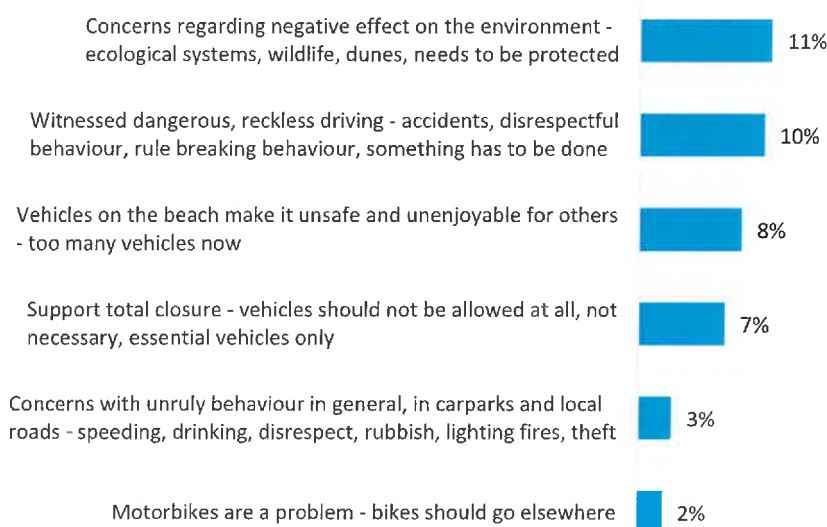 Concerns regarding negative effect on the environment -
ecological systems, wildlife, dunes, needs to be protected
11%
Witnessed dangerous, reckless driving - accidents, disrespectful
behaviour, rule breaking behaviour, something has to be done
10%
Vehicles on the beach make it unsafe and unenjoyable for others
- too many vehicles now
8%
Support total closure - vehicles should not be allowed at all, not
necessary, essential vehicles only
7%
Concerns with unruly behaviour in general, in carparks and local
roads - speeding, drinking, disrespect, rubbish, lighting fires, theft
3%
Motorbikes are a problem - bikes should go elsewhere
2%